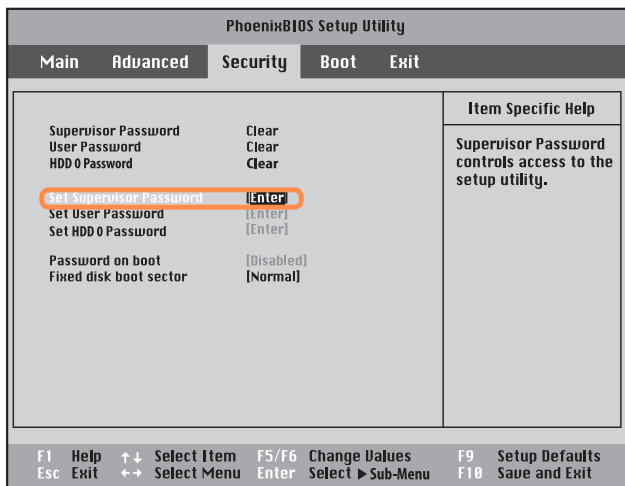 PhoenixBIOS Setup Utility
Main Advanced Security Boot Exit
Item Specific Help
Supervisor Password Clear
User Password Clear
HDD 0 Password Clear
Supervisor Password
controls access to the
setup utility.
Set Supervisor Password [Enter]
Set User Password [Enter]
Set HDD 0 Password [Enter]
Password on boot [Disabled]
Fixed disk boot sector [Normal]
F1 Help ↑↓ Select Item F5/F6 Change Values F9 Setup Defaults
Esc Exit ←→ Select Menu Enter Select ▶ Sub-Menu F10 Save and Exit